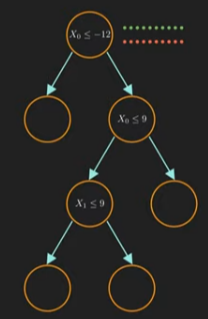 X₀ ≤ −12
X₀ ≤ 9
X₁ ≤ 9